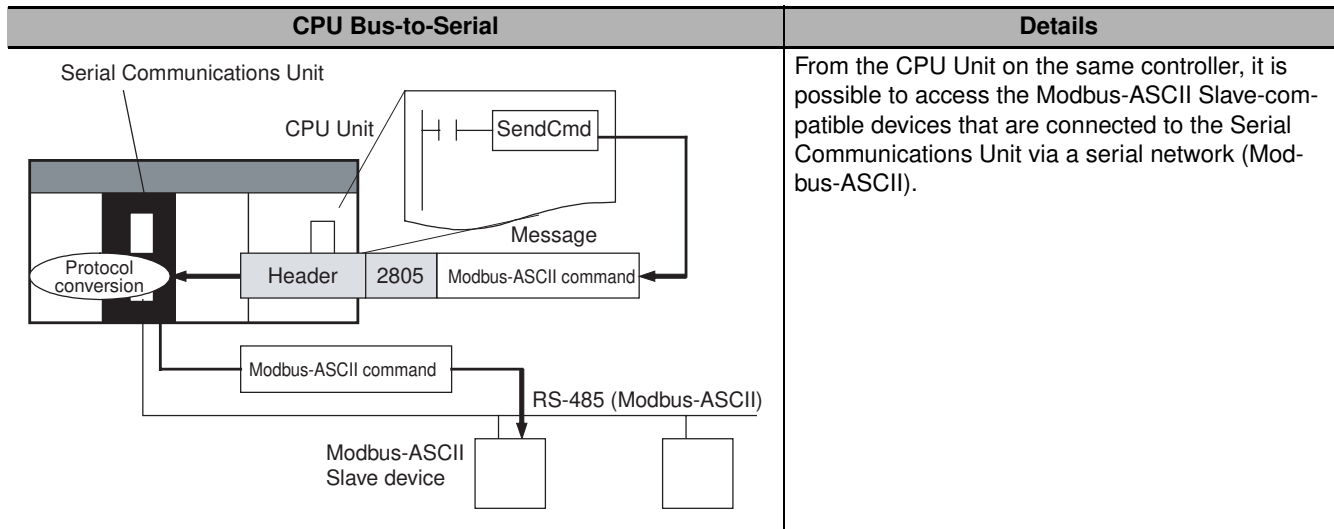 CPU Bus-to-Serial
Details
Serial Communications Unit
CPU Unit
SendCmd
Message
Protocol
conversion
Header
2805
Modbus-ASCII command
Modbus-ASCII command
RS-485 (Modbus-ASCII)
Modbus-ASCII
Slave device
From the CPU Unit on the same controller, it is
possible to access the Modbus-ASCII Slave-com-
patible devices that are connected to the Serial
Communications Unit via a serial network (Mod-
bus-ASCII).